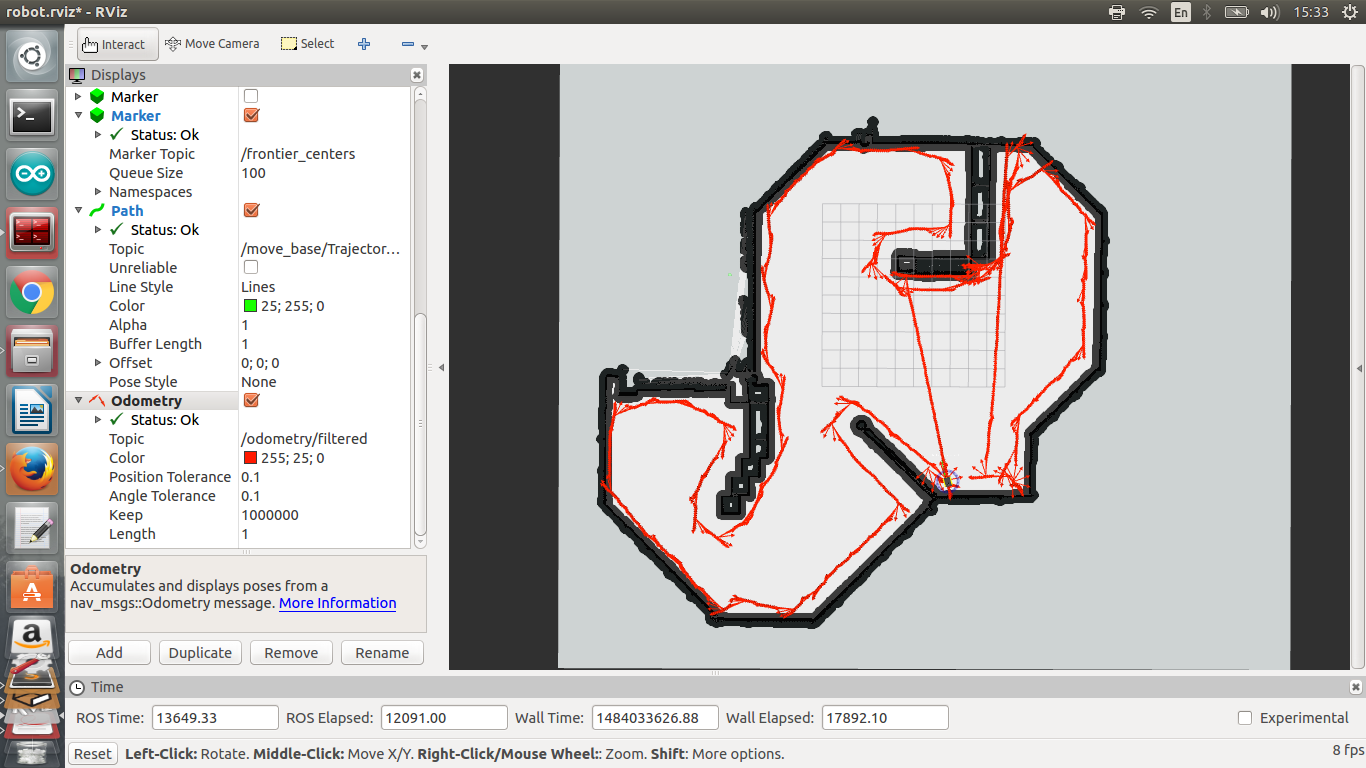 robot.rviz* - RViz
En
15:33
Interact
Move Camera
Select
Displays
Marker
Marker
Status: Ok
Marker Topic /frontier_centers
Queue Size 100
Namespaces
Path
Status: Ok
Topic /move_base/Trajector...
Unreliable
Line Style Lines
Color 25; 255; 0
Alpha 1
Buffer Length 1
Offset 0; 0; 0
Pose Style None
Odometry
Status: Ok
Topic /odometry/filtered
Color 255; 25; 0
Position Tolerance 0.1
Angle Tolerance 0.1
Keep 1000000
Length 1
Odometry
Accumulates and displays poses from a
nav_msgs::Odometry message. More Information
Add Duplicate Remove Rename
Time
ROS Time: 13649.33 ROS Elapsed: 12091.00 Wall Time: 1484033626.88 Wall Elapsed: 17892.10 Experimental
Reset Left-Click: Rotate. Middle-Click: Move X/Y. Right-Click/Mouse Wheel:: Zoom. Shift: More options. 8 fps